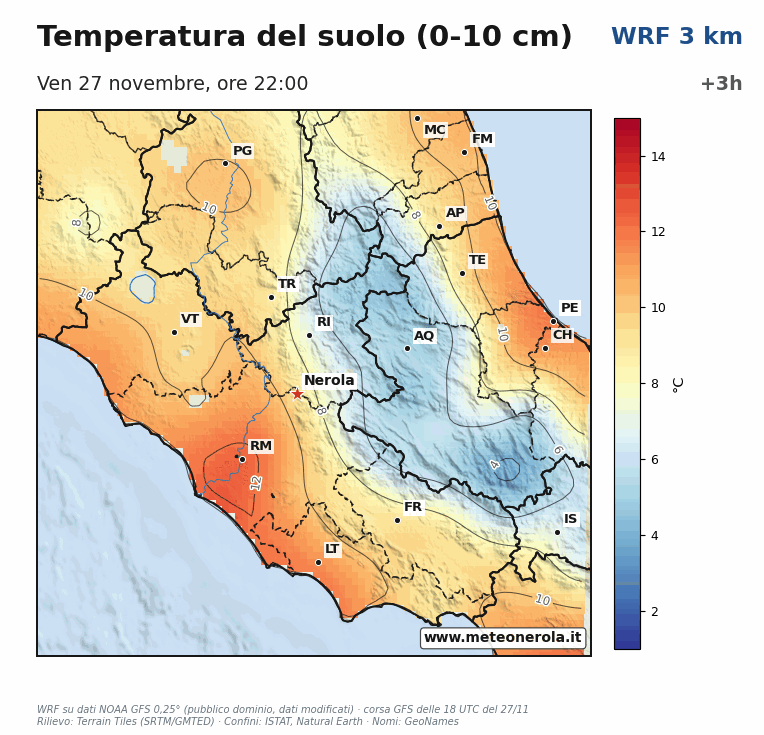 Temperatura del suolo (0-10 cm)
WRF 3 km
Ven 27 novembre, ore 22:00
+3h
MC
FM
PG
10
10
8
8
AP
TE
10
TR
PE
VT
RI
10
CH
AQ
Nerola
8
RM
6
4
12
FR
IS
LT
10
www.meteonerola.it
14
12
10
8
6
4
2
°C
WRF su dati NOAA GFS 0,25° (pubblico dominio, dati modificati) · corsa GFS delle 18 UTC del 27/11
Rilievo: Terrain Tiles (SRTM/GMTED) · Confini: ISTAT, Natural Earth · Nomi: GeoNames